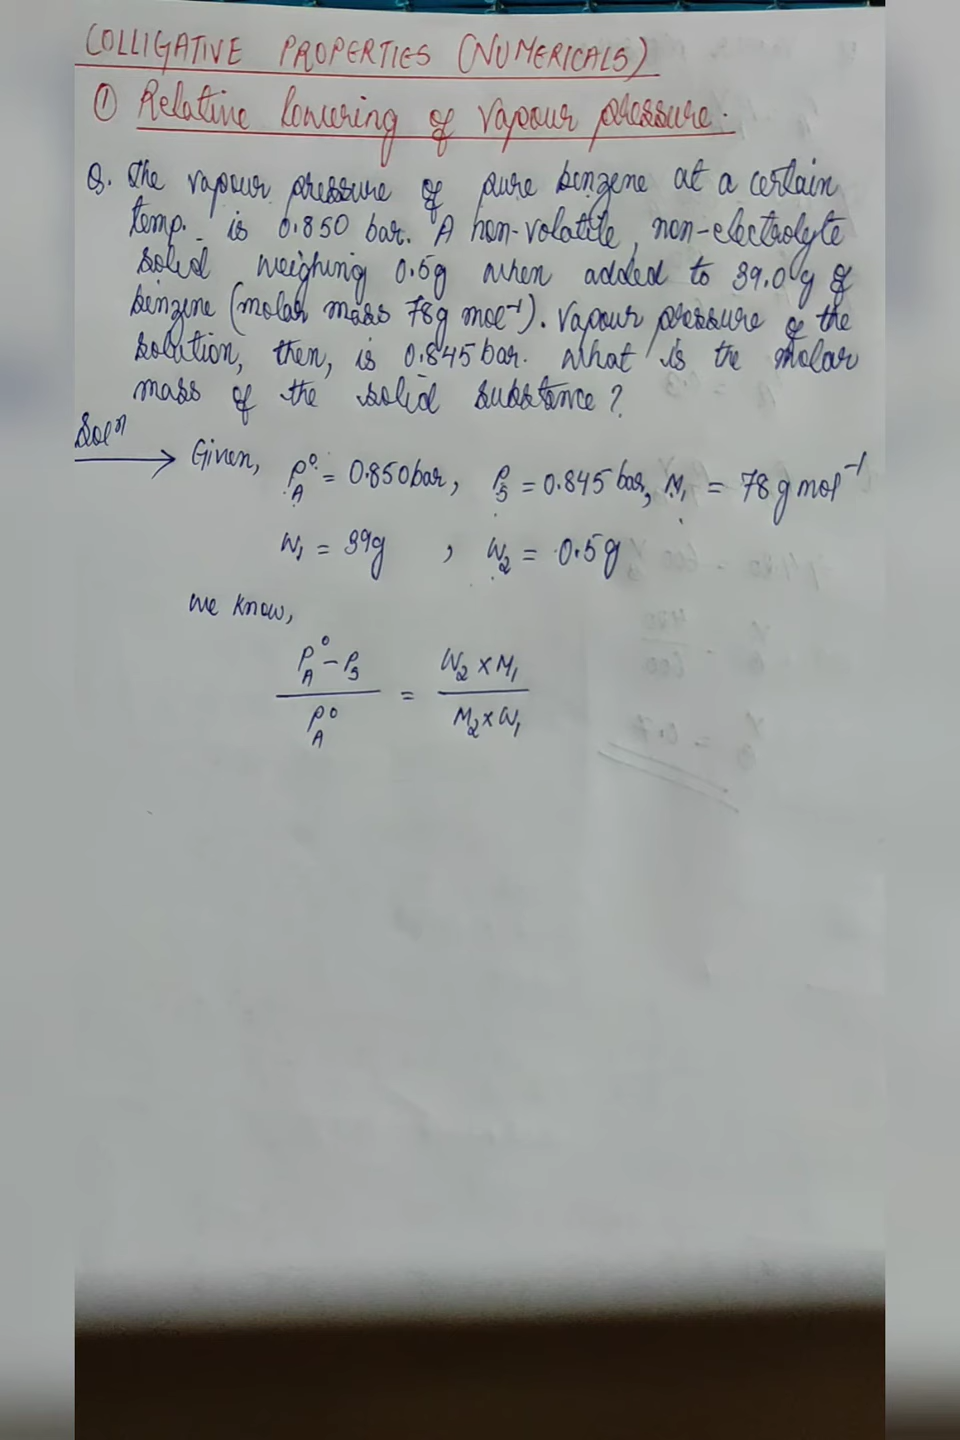 COLLIGATIVE PROPERTIES (NUMERICALS)
① Relative lowering of vapour pressure.
Q. The vapour pressure of pure benzene at a certain
temp. is 0.850 bar. A non-volatile, non-electrolyte
solid weighing 0.5g when added to 39.0g of
benzene (molar mass 78g mol⁻¹). Vapour pressure of the
solution, then, is 0.845 bar. What is the molar
mass of the solid substance?
Solⁿ
Given, P°A = 0.850bar, Ps = 0.845 bar, M₁ = 78g mol⁻¹
W₁ = 39g , W₂ = 0.5g
We know,
P°A - Ps / P°A = W₂ × M₁ / M₂ × W₁